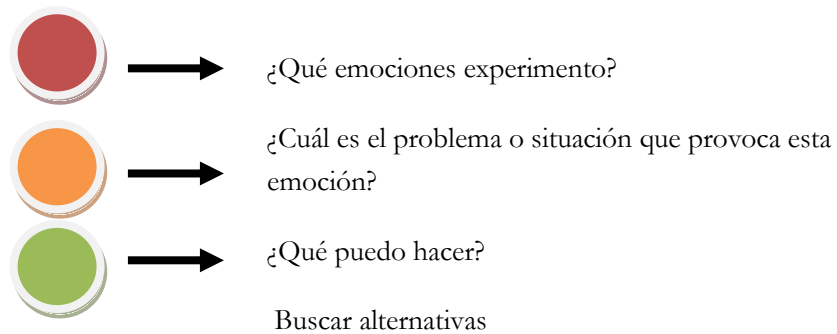 ¿Qué emociones experimento?
¿Cuál es el problema o situación que provoca esta
emoción?
¿Qué puedo hacer?
Buscar alternativas